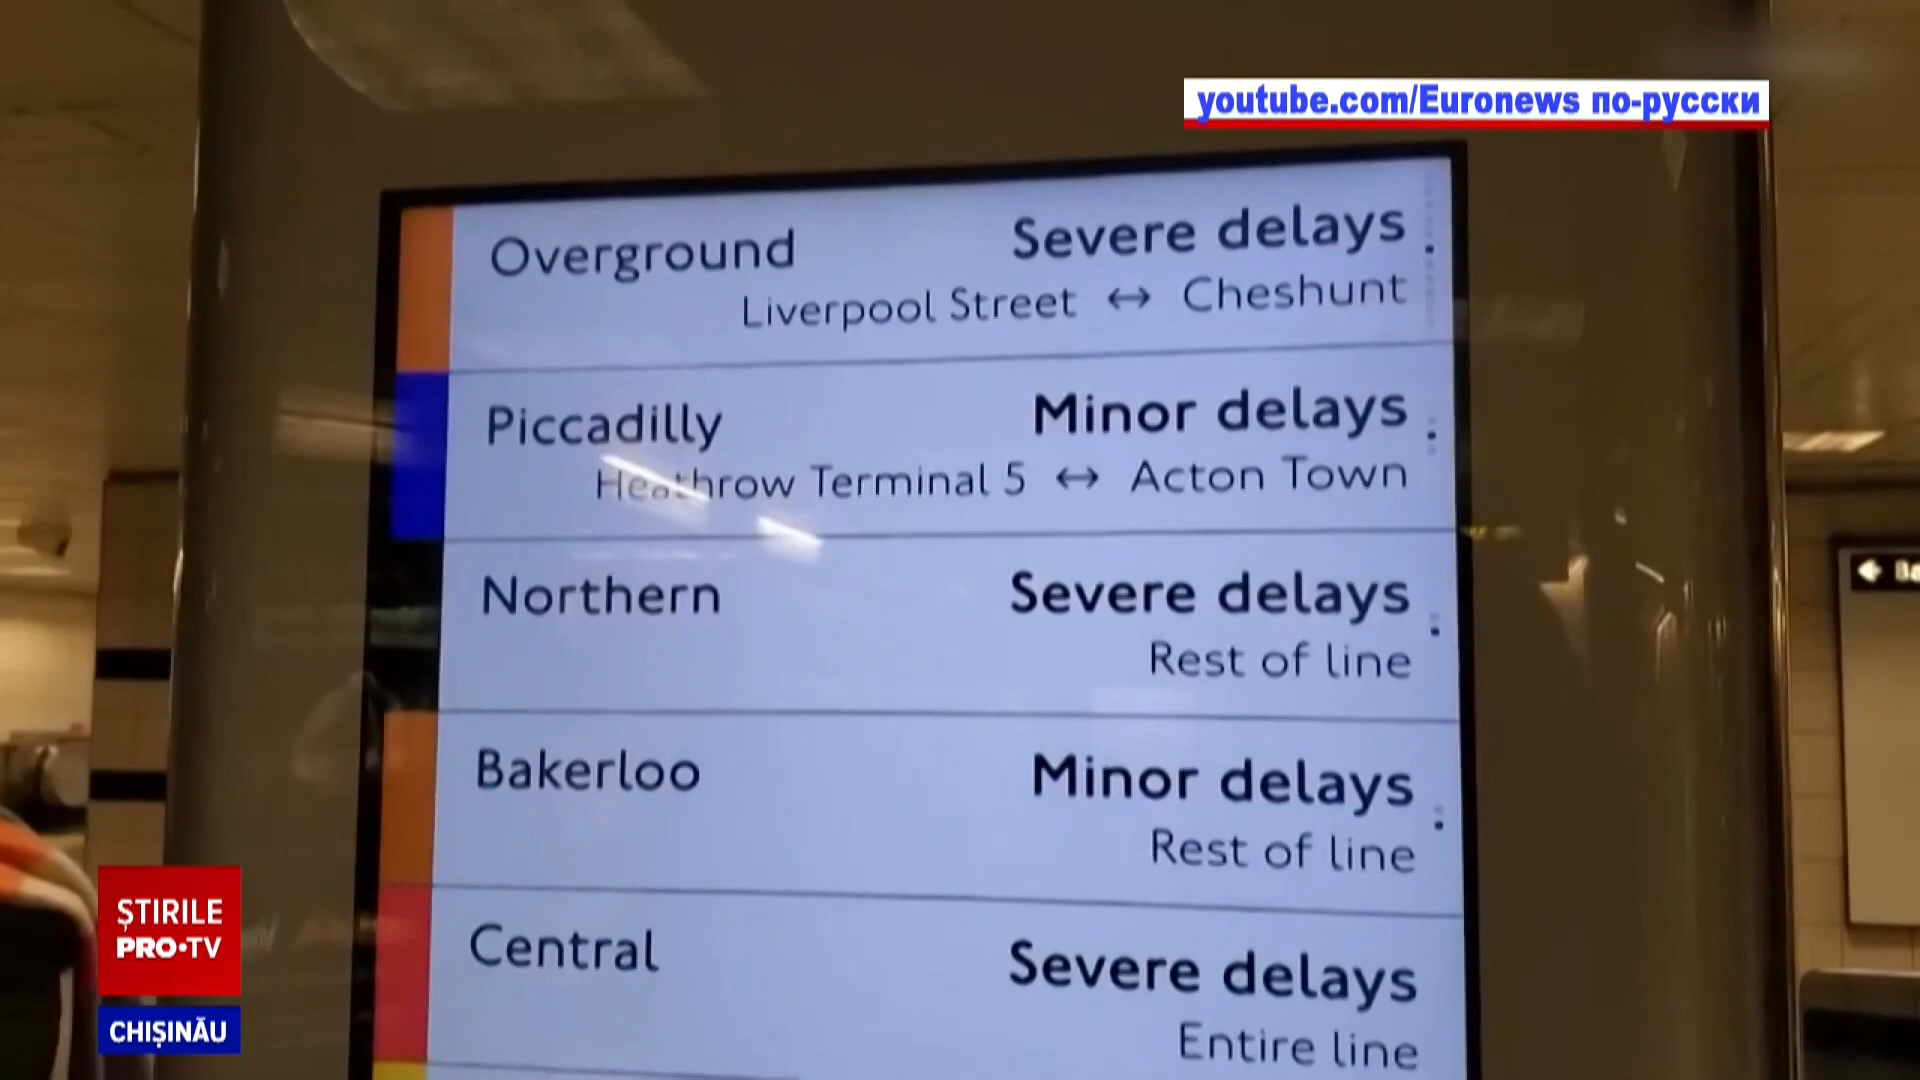 youtube.com/Euronews по-русски
Overground Severe delays
Liverpool Street ↔ Cheshunt
Piccadilly Minor delays
Heathrow Terminal 5 ↔ Acton Town
Northern Severe delays
Rest of line
Bakerloo Minor delays
Rest of line
Central Severe delays
Entire line
ȘTIRILE
PRO•TV
CHIȘINĂU